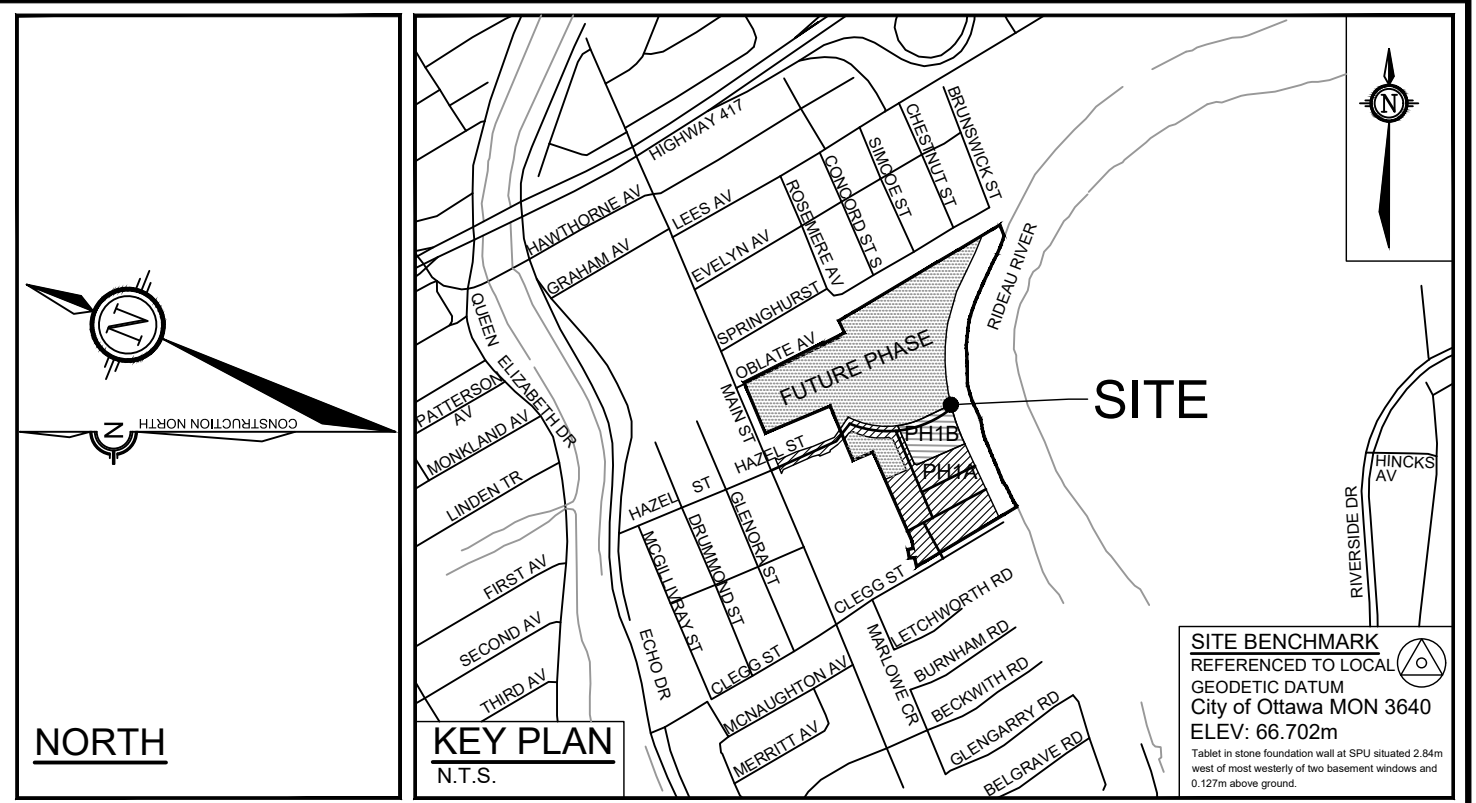 N
CONSTRUCTION NORTH
N
NORTH
HIGHWAY 417
BRUNSWICK ST
CHESTNUT ST
SIMCOE ST
CONCORD ST S
ROSEMERE AV
HAWTHORNE AV
LEES AV
GRAHAM AV
EVELYN AV
SPRINGHURST
OBLATE AV
RIDEAU RIVER
FUTURE PHASE
QUEEN ELIZABETH DR
MAIN ST
SITE
PATTERSON
AV
MONKLAND AV
LINDEN TR
HAZEL ST
PH1B
PH1A
HAZEL ST
GLENORA ST
DRUMMOND ST
MCGILLIVRAY ST
FIRST AV
SECOND AV
THIRD AV
ECHO DR
CLEGG ST
CLEGG ST
LETCHWORTH RD
MARLOWE CR
BURNHAM RD
BECKWITH RD
GLENGARRY RD
BELGRAVE RD
MCNAUGHTON AV
MERRITT AV
HINCKS
AV
RIVERSIDE DR
N
KEY PLAN
N.T.S.
SITE BENCHMARK
REFERENCED TO LOCAL
GEODETIC DATUM
City of Ottawa MON 3640
ELEV: 66.702m
Tablet in stone foundation wall at SPU situated 2.84m
west of most westerly of two basement windows and
0.127m above ground.